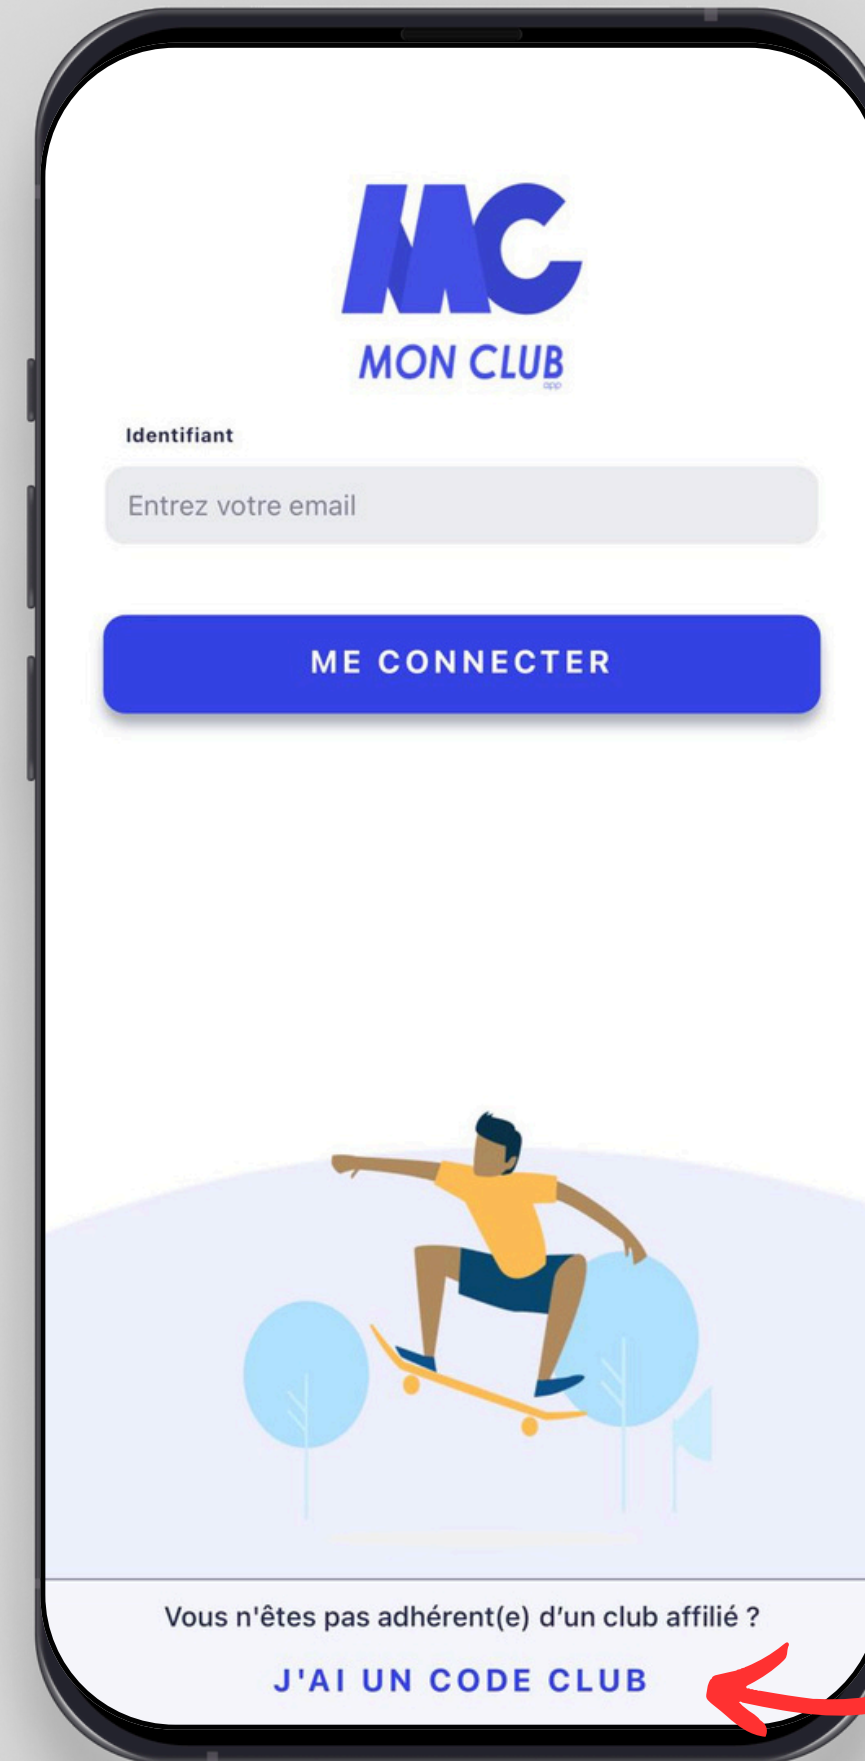 MC
MON CLUB
app
Identifiant
Entrez votre email
ME CONNECTER
Vous n'êtes pas adhérent(e) d’un club affilié ?
J'AI UN CODE CLUB